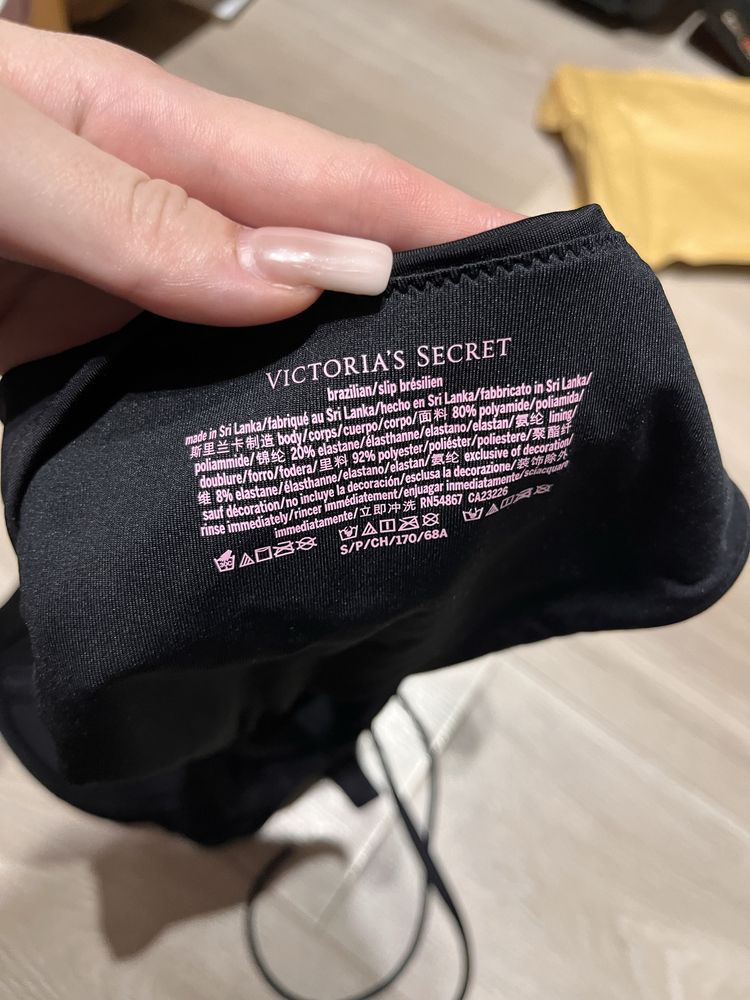 VICTORIA'S SECRET
brazilian/slip brésilien
made in Sri Lanka/fabriqué au Sri Lanka/hecho en Sri Lanka/fabbricato in Sri Lanka/
斯里兰卡制造 body/corps/cuerpo/corpo/面料 80% polyamide/poliamida/
poliammide/锦纶 20% elastane/élasthanne/elastano/elastan/氨纶 lining/
doublure/forro/fodera/里料 92% polyester/poliéster/poliestere/聚酯纤
维 8% elastane/élasthanne/elastano/elastan/氨纶 exclusive of decoration/
sauf décoration/no incluye la decoración/esclusa la decorazione/装饰除外
rinse immediately/rincer immédiatement/enjuagar inmediatamente/sciacquare
immediatamente/立即冲洗 RN54867 CA23226
S/P/CH/170/68A